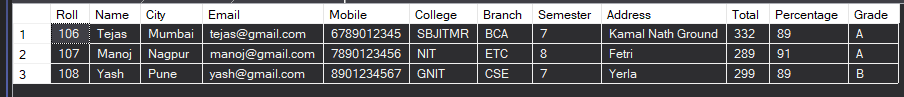 Roll Name City Email Mobile College Branch Semester Address Total Percentage Grade
1 106 Tejas Mumbai tejas@gmail.com 6789012345 SBJITMR BCA 7 Kamal Nath Ground 332 89 A
2 107 Manoj Nagpur manoj@gmail.com 7890123456 NIT ETC 8 Fetri 289 91 A
3 108 Yash Pune yash@gmail.com 8901234567 GNIT CSE 7 Yerla 299 89 B